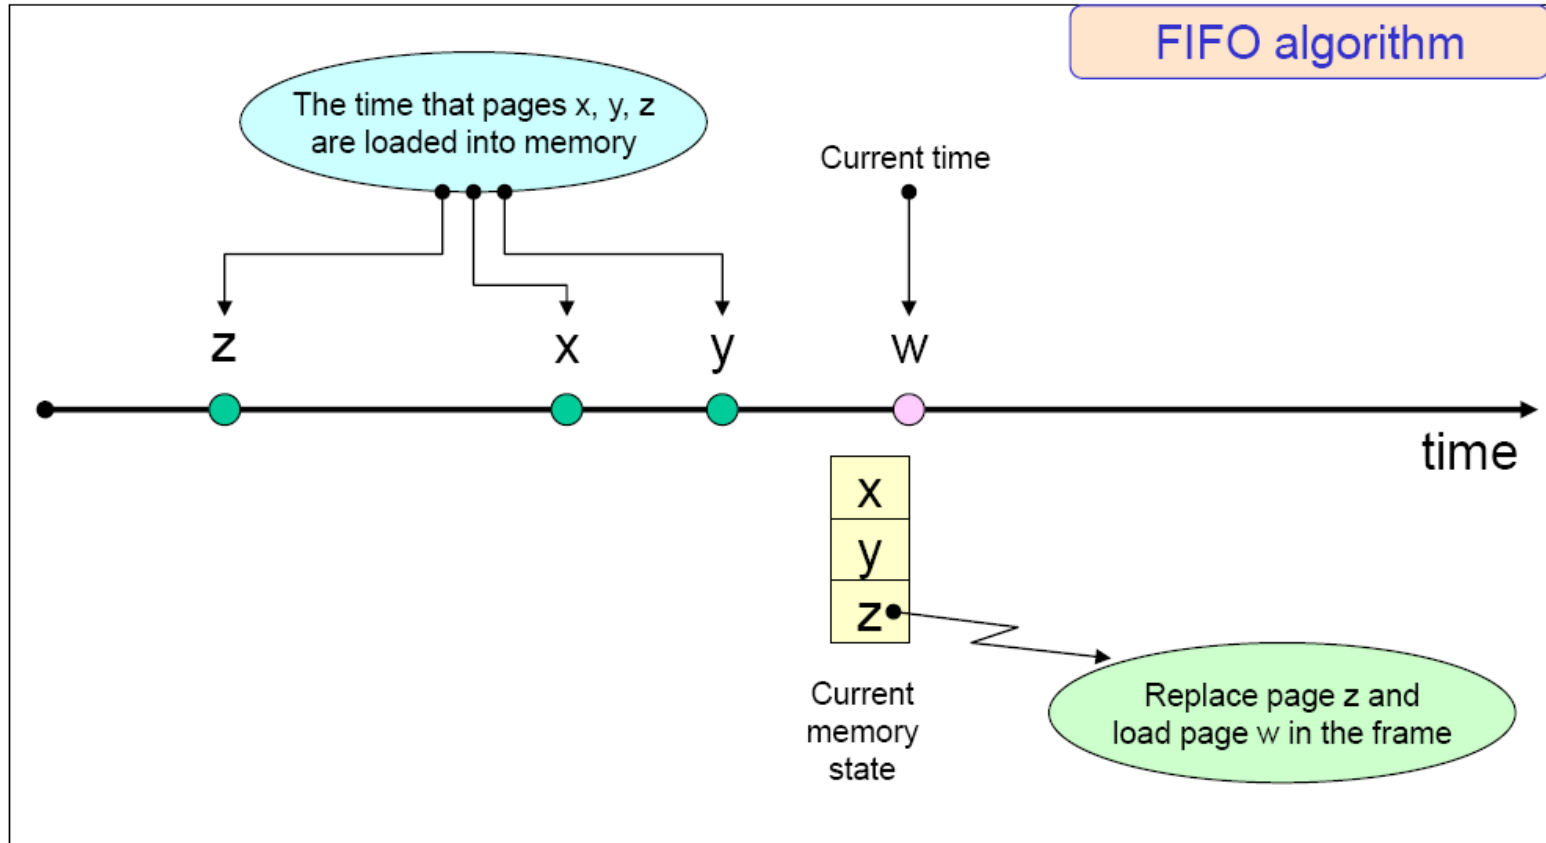 FIFO algorithm
The time that pages x, y, z
are loaded into memory
Current time
z
x
y
w
time
x
y
z
Current
memory
state
Replace page z and
load page w in the frame